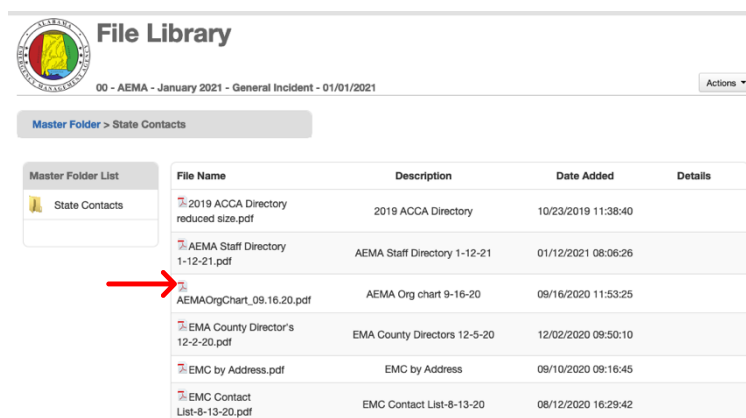 ALABAMA
File Library
00 - AEMA - January 2021 - General Incident - 01/01/2021
Actions
Master Folder > State Contacts
Master Folder List
State Contacts
File Name Description Date Added Details
2019 ACCA Directory
reduced size.pdf
2019 ACCA Directory 10/23/2019 11:38:40
AEMA Staff Directory
1-12-21.pdf
AEMA Staff Directory 1-12-21 01/12/2021 08:06:26
AEMAOrgChart_09.16.20.pdf
AEMA Org chart 9-16-20 09/16/2020 11:53:25
EMA County Director's
12-2-20.pdf
EMA County Directors 12-5-20 12/02/2020 09:50:10
EMC by Address.pdf EMC by Address 09/10/2020 09:16:45
EMC Contact
List-8-13-20.pdf
EMC Contact List-8-13-20 08/12/2020 16:29:42